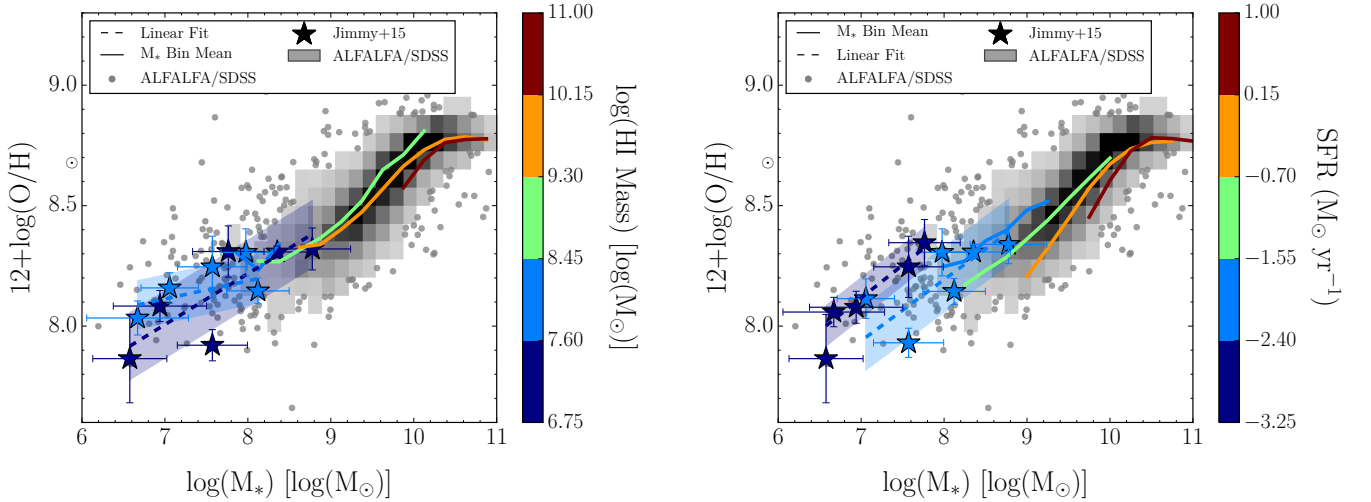 Linear Fit
M* Bin Mean
ALFALFA/SDSS
Jimmy+15
ALFALFA/SDSS
9.0
8.5
8.0
12+log(O/H)⊙
6 7 8 9 10 11
log(M*) [log(M⊙)]
11.00
10.15
9.30
8.45
7.60
6.75
log(HI Mass) [log(M⊙)]
M* Bin Mean
Linear Fit
ALFALFA/SDSS
Jimmy+15
ALFALFA/SDSS
9.0
8.5
8.0
12+log(O/H)⊙
6 7 8 9 10 11
log(M*) [log(M⊙)]
1.00
0.15
−0.70
−1.55
−2.40
−3.25
SFR (M⊙ yr⁻¹)